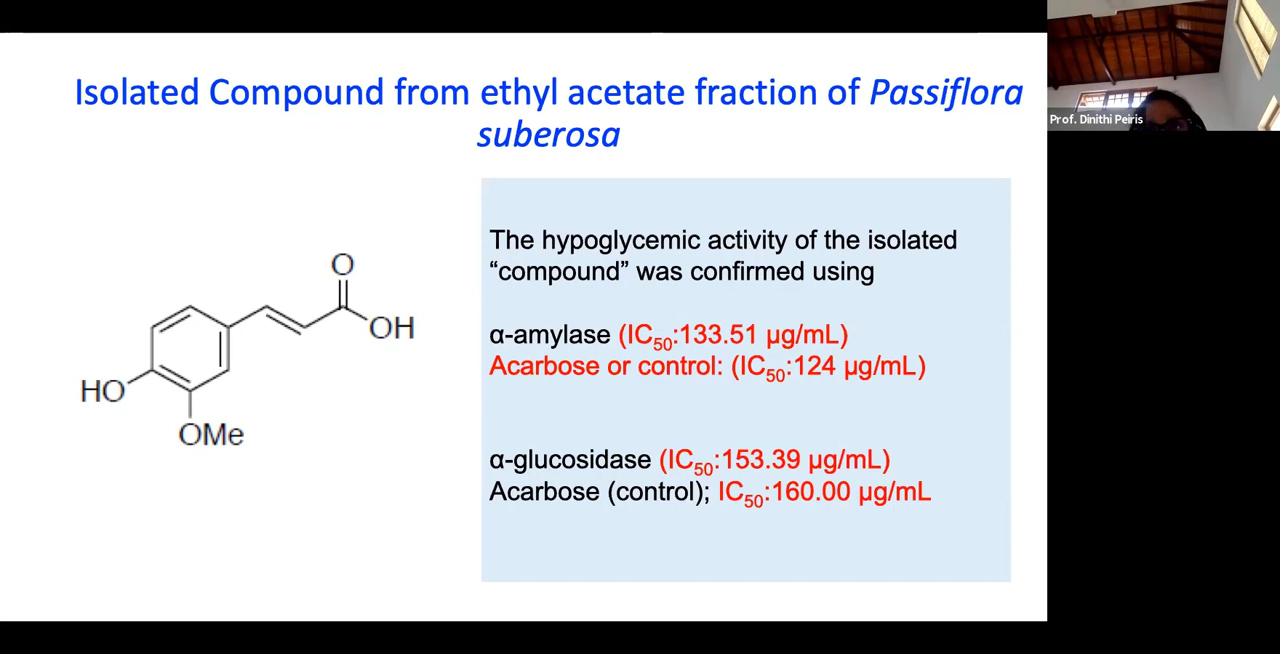 Isolated Compound from ethyl acetate fraction of Passiflora
suberosa
Prof. Dinithi Peiris
The hypoglycemic activity of the isolated
“compound” was confirmed using
α-amylase (IC50:133.51 µg/mL)
Acarbose or control: (IC50:124 µg/mL)
α-glucosidase (IC50:153.39 µg/mL)
Acarbose (control); IC50:160.00 µg/mL
O
OH
HO
OMe